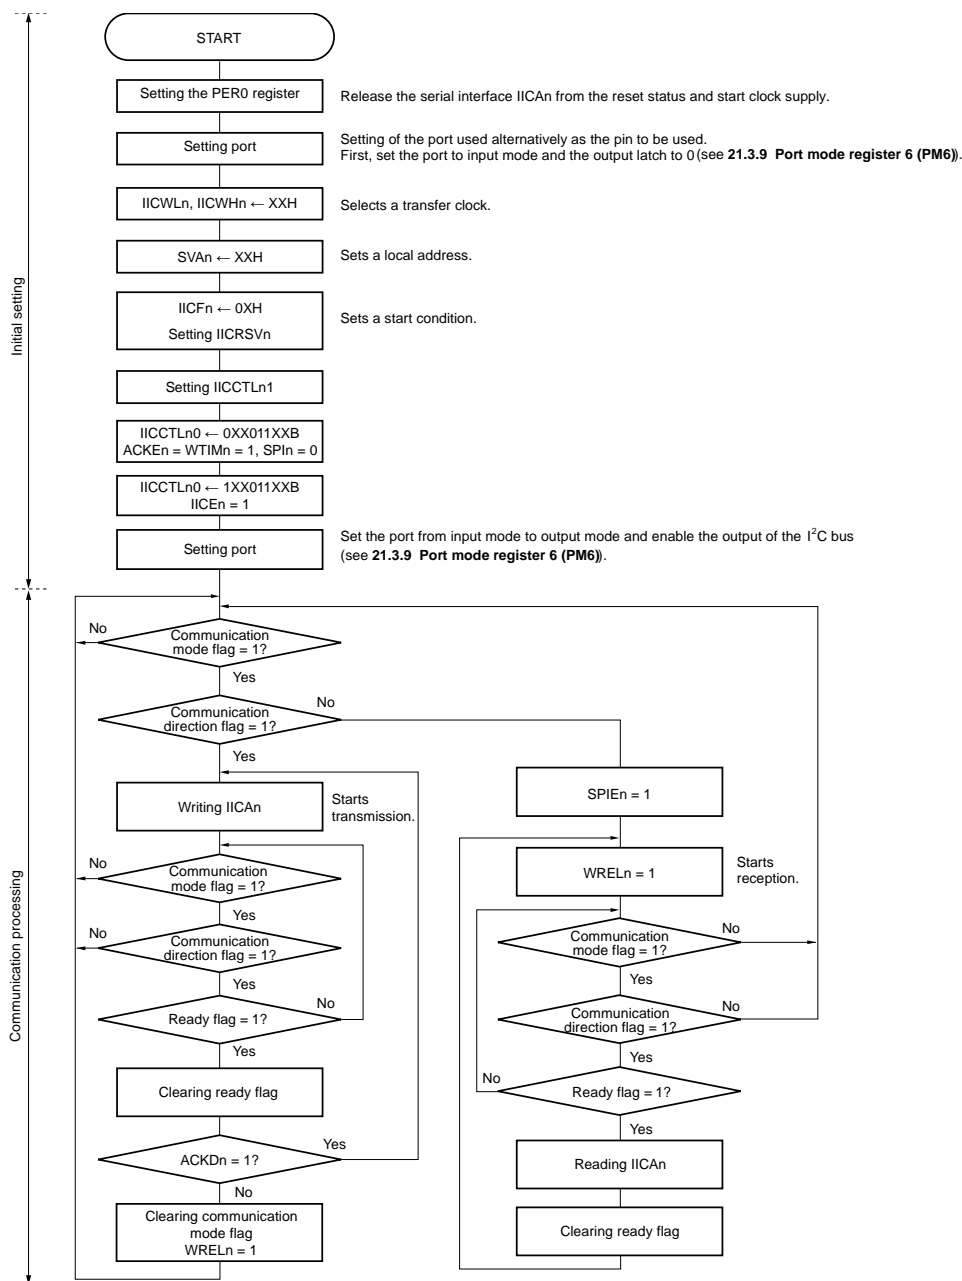 START
Setting the PER0 register
Release the serial interface IICAn from the reset status and start clock supply.
Setting port
Setting of the port used alternatively as the pin to be used.
First, set the port to input mode and the output latch to 0 (see 21.3.9 Port mode register 6 (PM6)).
IICWLn, IICWHn ← XXH
Selects a transfer clock.
SVAn ← XXH
Sets a local address.
IICFn ← 0XH
Setting IICRSVn
Sets a start condition.
Setting IICCTLn1
IICCTLn0 ← 0XX011XXB
ACKEn = WTIMn = 1, SPIn = 0
IICCTLn0 ← 1XX011XXB
IICEn = 1
Setting port
Set the port from input mode to output mode and enable the output of the I²C bus
(see 21.3.9 Port mode register 6 (PM6)).
Initial setting
Communication processing
No
Communication
mode flag = 1?
Yes
No
Communication
direction flag = 1?
Yes
Writing IICAn
Starts
transmission.
No
Communication
mode flag = 1?
Yes
No
Communication
direction flag = 1?
Yes
No
Ready flag = 1?
Yes
Clearing ready flag
Yes
ACKDn = 1?
No
Clearing communication
mode flag
WRELn = 1
SPIEn = 1
WRELn = 1
Starts
reception.
No
Communication
mode flag = 1?
Yes
No
Communication
direction flag = 1?
Yes
No
Ready flag = 1?
Yes
Reading IICAn
Clearing ready flag